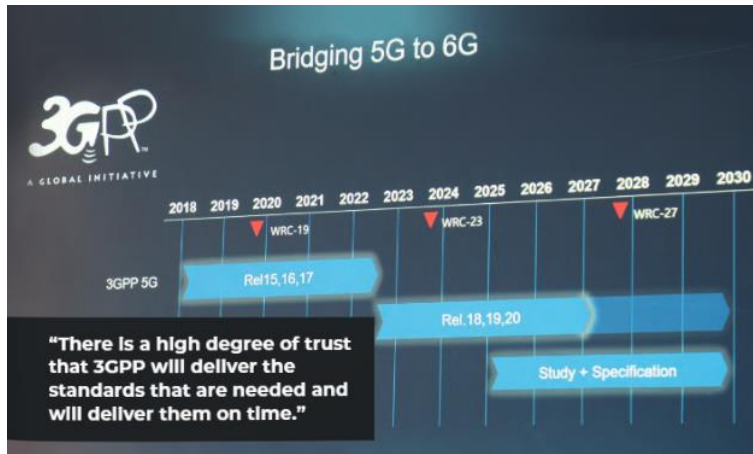 Bridging 5G to 6G
3GPP™
A GLOBAL INITIATIVE
2018 2019 2020 2021 2022 2023 2024 2025 2026 2027 2028 2029 2030
WRC-19 WRC-23 WRC-27
3GPP 5G
Rel15,16,17
Rel.18,19,20
Study + Specification
“There is a high degree of trust
that 3GPP will deliver the
standards that are needed and
will deliver them on time.”